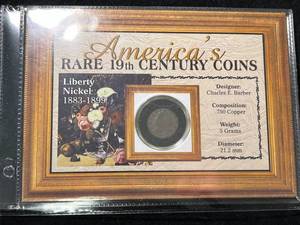 America's
RARE 19th CENTURY COINS
Liberty
Nickel
1883-1899
Designer:
Charles E. Barber
Composition:
750 Copper
Weight:
5 Grams
Diameter:
21.2 mm